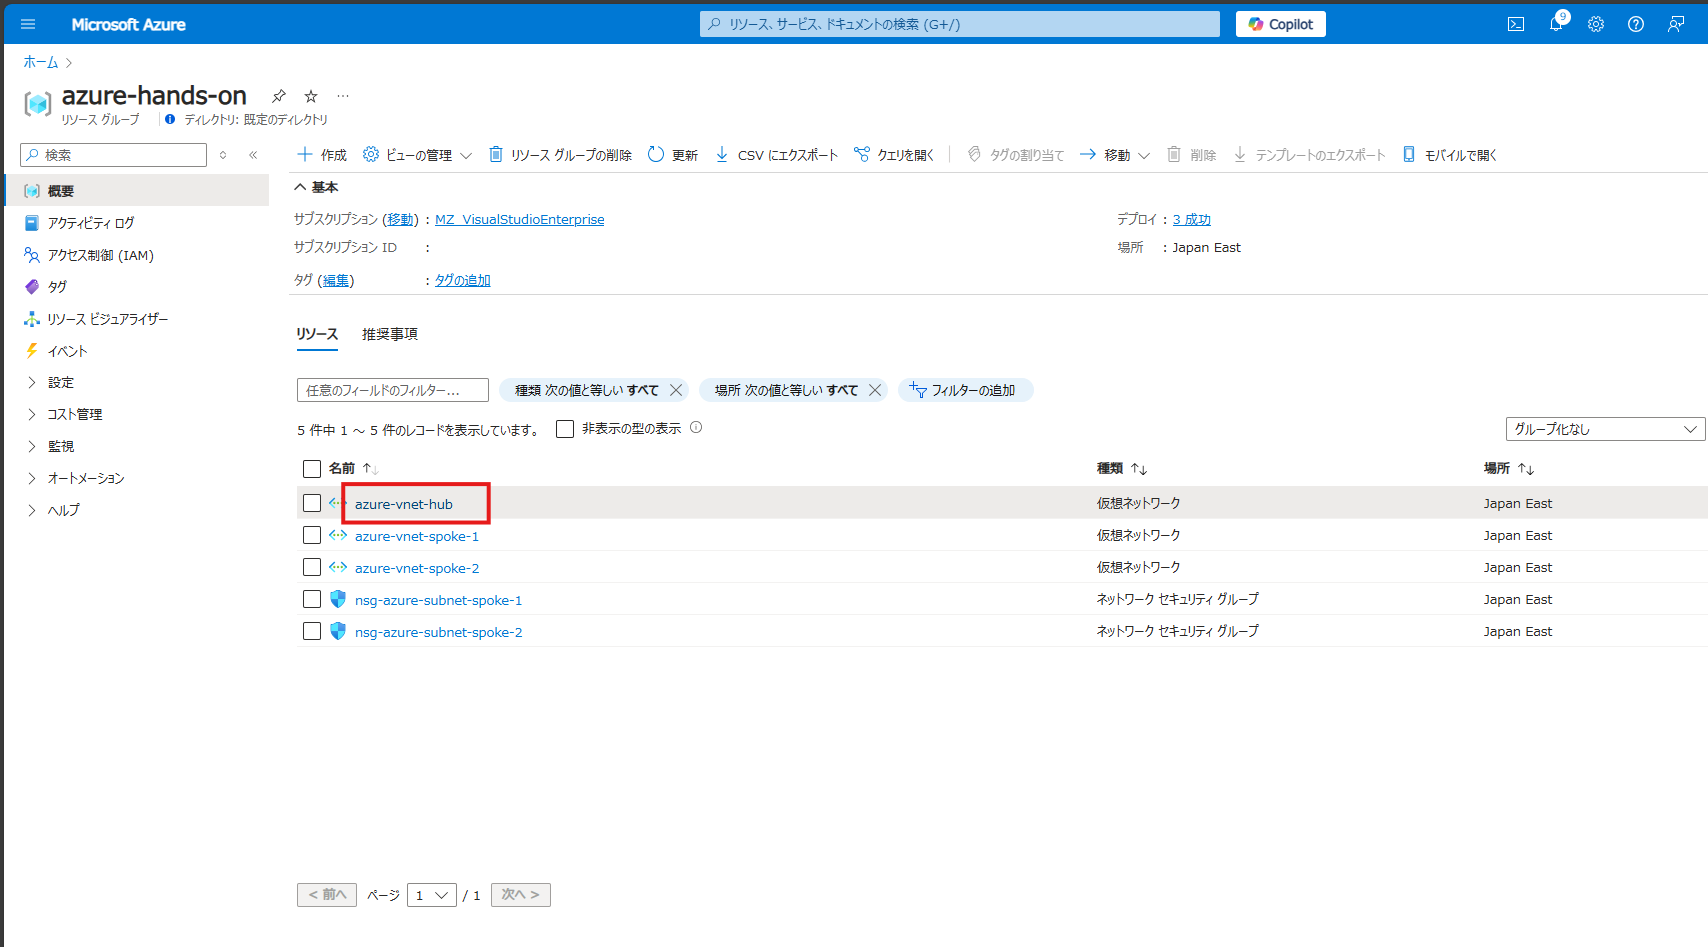 Microsoft Azure
リソース、サービス、ドキュメントの検索 (G+/)
Copilot
9
ホーム
azure-hands-on
リソース グループ
ディレクトリ: 既定のディレクトリ
検索
作成
ビューの管理
リソース グループの削除
更新
CSV にエクスポート
クエリを開く
タグの割り当て
移動
削除
テンプレートのエクスポート
モバイルで開く
概要
アクティビティ ログ
アクセス制御 (IAM)
タグ
リソース ビジュアライザー
イベント
設定
コスト管理
監視
オートメーション
ヘルプ
基本
サブスクリプション (移動) : MZ_VisualStudioEnterprise
サブスクリプション ID :
タグ (編集) : タグの追加
デプロイ : 3 成功
場所 : Japan East
リソース 推奨事項
任意のフィールドのフィルター...
種類 次の値と等しい すべて
場所 次の値と等しい すべて
フィルターの追加
5 件中 1 ～ 5 件のレコードを表示しています。
非表示の型の表示
グループ化なし
名前 種類 場所
azure-vnet-hub 仮想ネットワーク Japan East
azure-vnet-spoke-1 仮想ネットワーク Japan East
azure-vnet-spoke-2 仮想ネットワーク Japan East
nsg-azure-subnet-spoke-1 ネットワーク セキュリティ グループ Japan East
nsg-azure-subnet-spoke-2 ネットワーク セキュリティ グループ Japan East
< 前へ ページ 1 / 1 次へ >